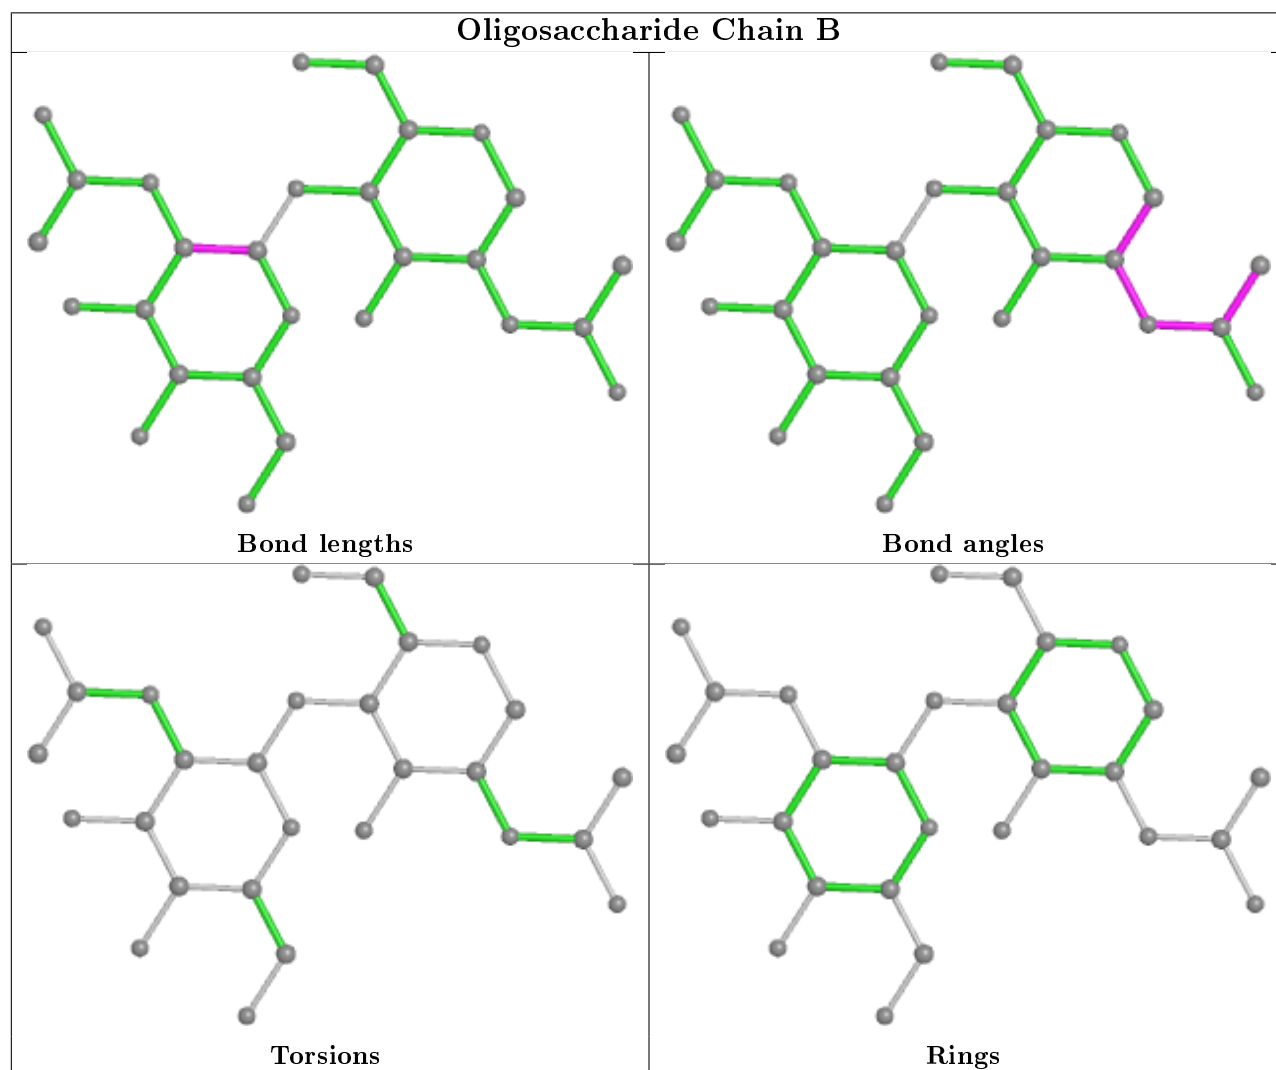 Oligosaccharide Chain B
Bond lengths
Bond angles
Torsions
Rings